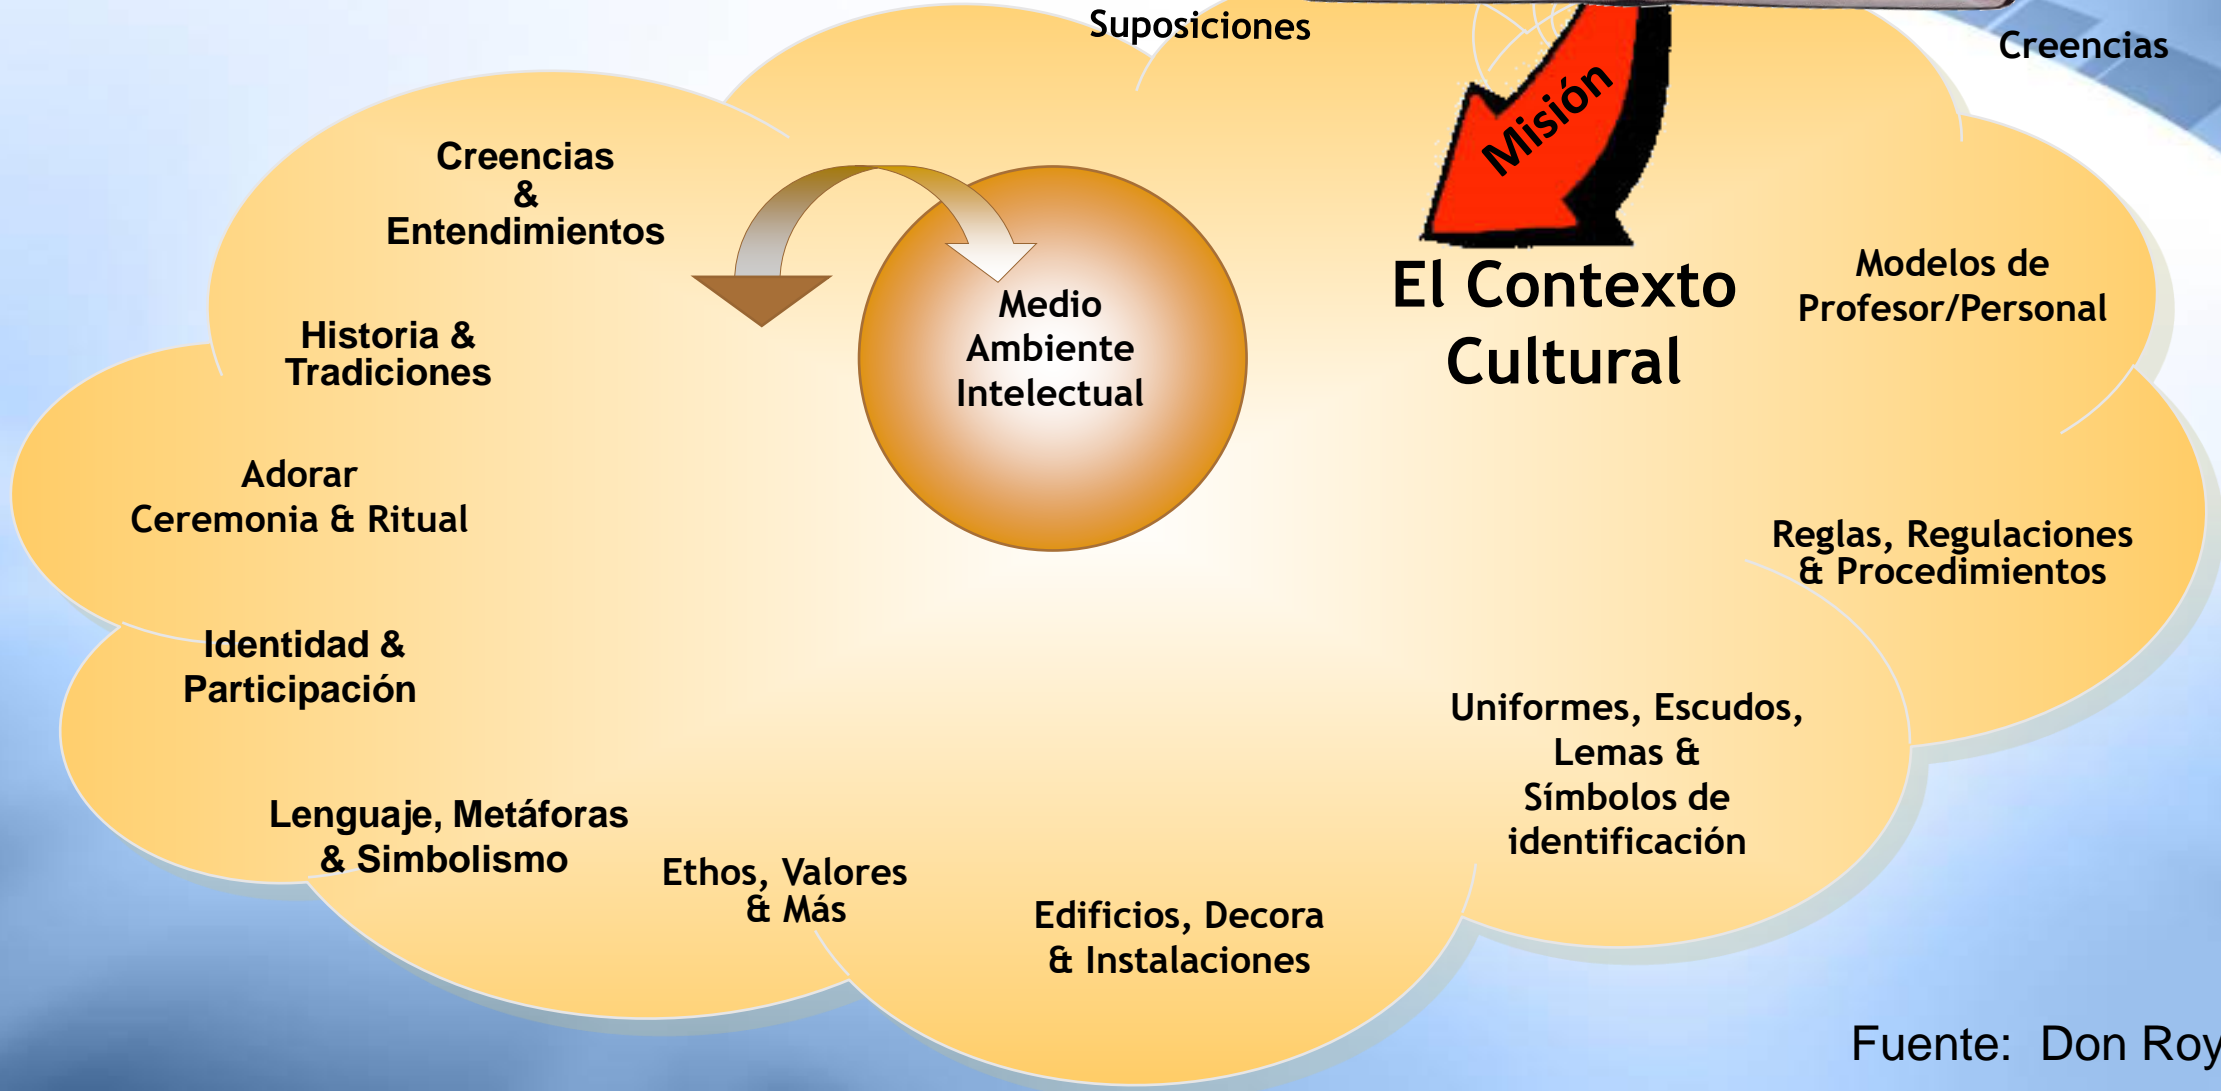 Suposiciones
Creencias
Misión
Creencias
&
Entendimientos
Medio
Ambiente
Intelectual
El Contexto
Cultural
Modelos de
Profesor/Personal
Historia &
Tradiciones
Adorar
Ceremonia & Ritual
Reglas, Regulaciones
& Procedimientos
Identidad &
Participación
Uniformes, Escudos,
Lemas &
Símbolos de
identificación
Lenguaje, Metáforas
& Simbolismo
Ethos, Valores
& Más
Edificios, Decora
& Instalaciones
Fuente: Don Roy